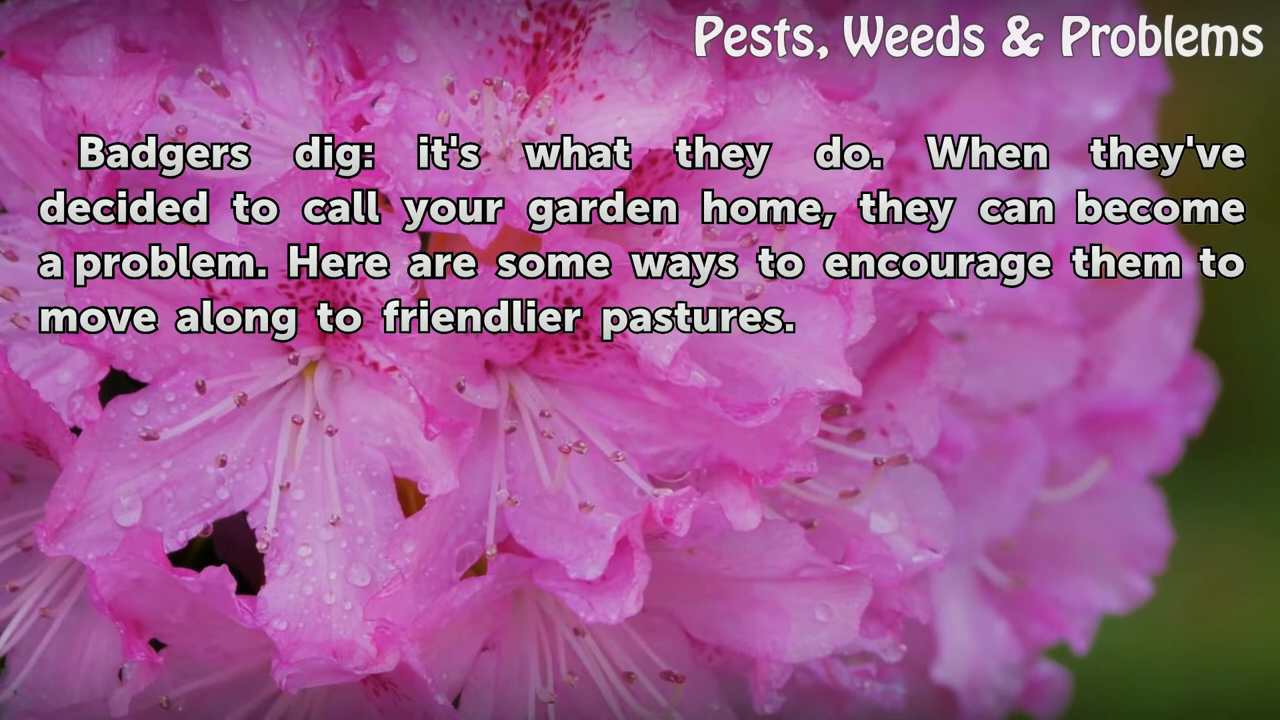 Pests, Weeds & Problems
Badgers dig: it's what they do. When they've
decided to call your garden home, they can become
a problem. Here are some ways to encourage them to
move along to friendlier pastures.